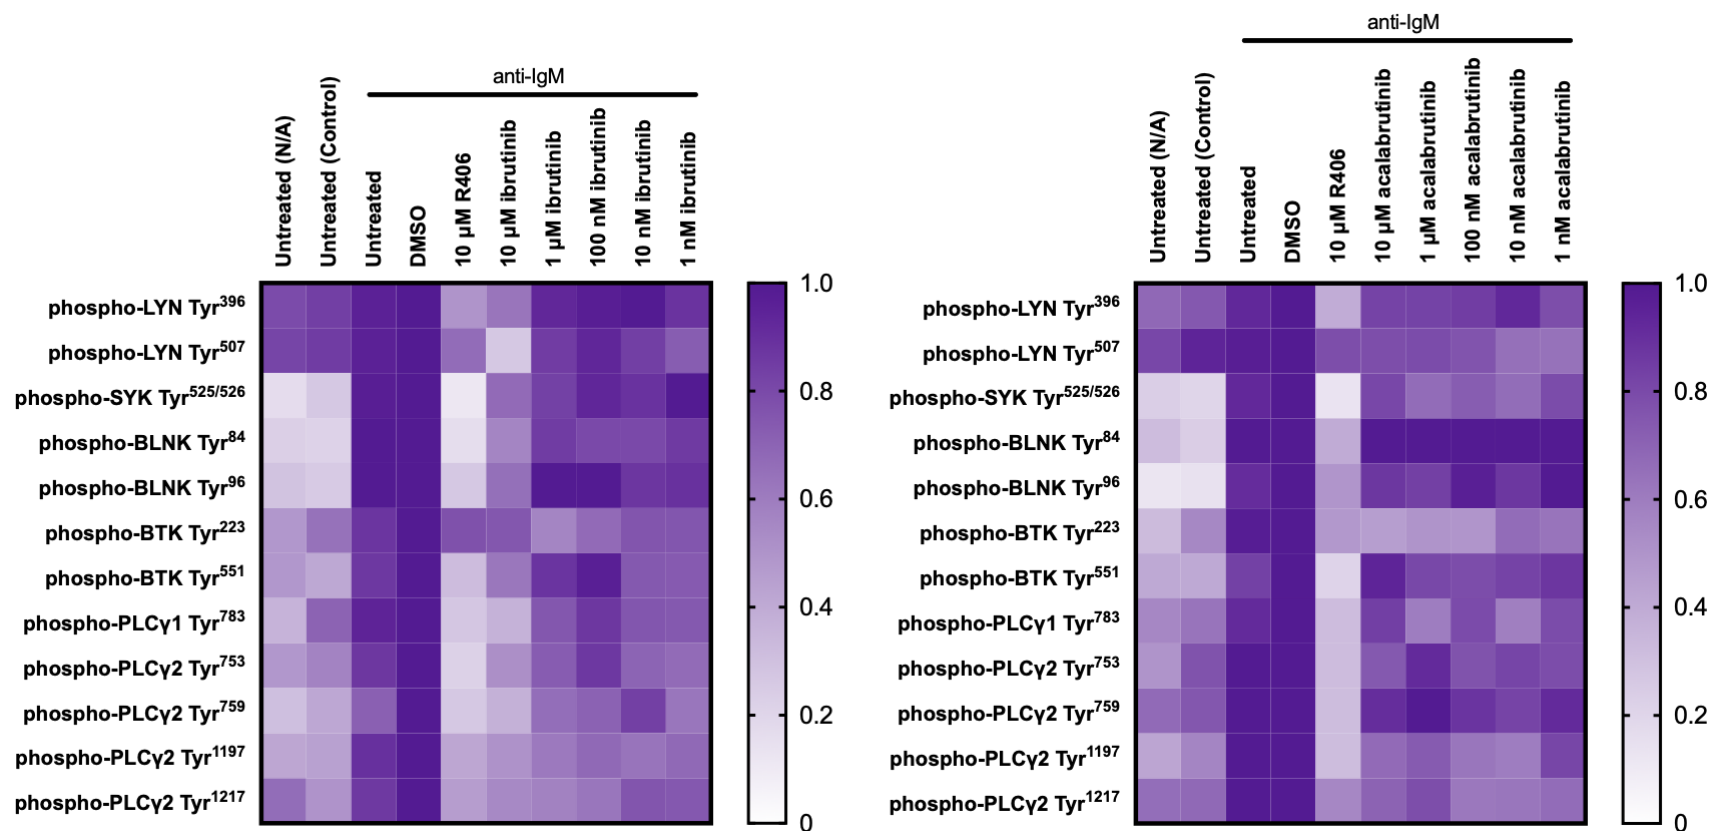 anti-IgM
Untreated (N/A)
Untreated (Control)
Untreated
DMSO
10 µM R406
10 µM ibrutinib
1 µM ibrutinib
100 nM ibrutinib
10 nM ibrutinib
1 nM ibrutinib
phospho-LYN Tyr396
phospho-LYN Tyr507
phospho-SYK Tyr525/526
phospho-BLNK Tyr84
phospho-BLNK Tyr96
phospho-BTK Tyr223
phospho-BTK Tyr551
phospho-PLCγ1 Tyr783
phospho-PLCγ2 Tyr753
phospho-PLCγ2 Tyr759
phospho-PLCγ2 Tyr1197
phospho-PLCγ2 Tyr1217
1.0
0.8
0.6
0.4
0.2
0
anti-IgM
Untreated (N/A)
Untreated (Control)
Untreated
DMSO
10 µM R406
10 µM acalabrutinib
1 µM acalabrutinib
100 nM acalabrutinib
10 nM acalabrutinib
1 nM acalabrutinib
phospho-LYN Tyr396
phospho-LYN Tyr507
phospho-SYK Tyr525/526
phospho-BLNK Tyr84
phospho-BLNK Tyr96
phospho-BTK Tyr223
phospho-BTK Tyr551
phospho-PLCγ1 Tyr783
phospho-PLCγ2 Tyr753
phospho-PLCγ2 Tyr759
phospho-PLCγ2 Tyr1197
phospho-PLCγ2 Tyr1217
1.0
0.8
0.6
0.4
0.2
0